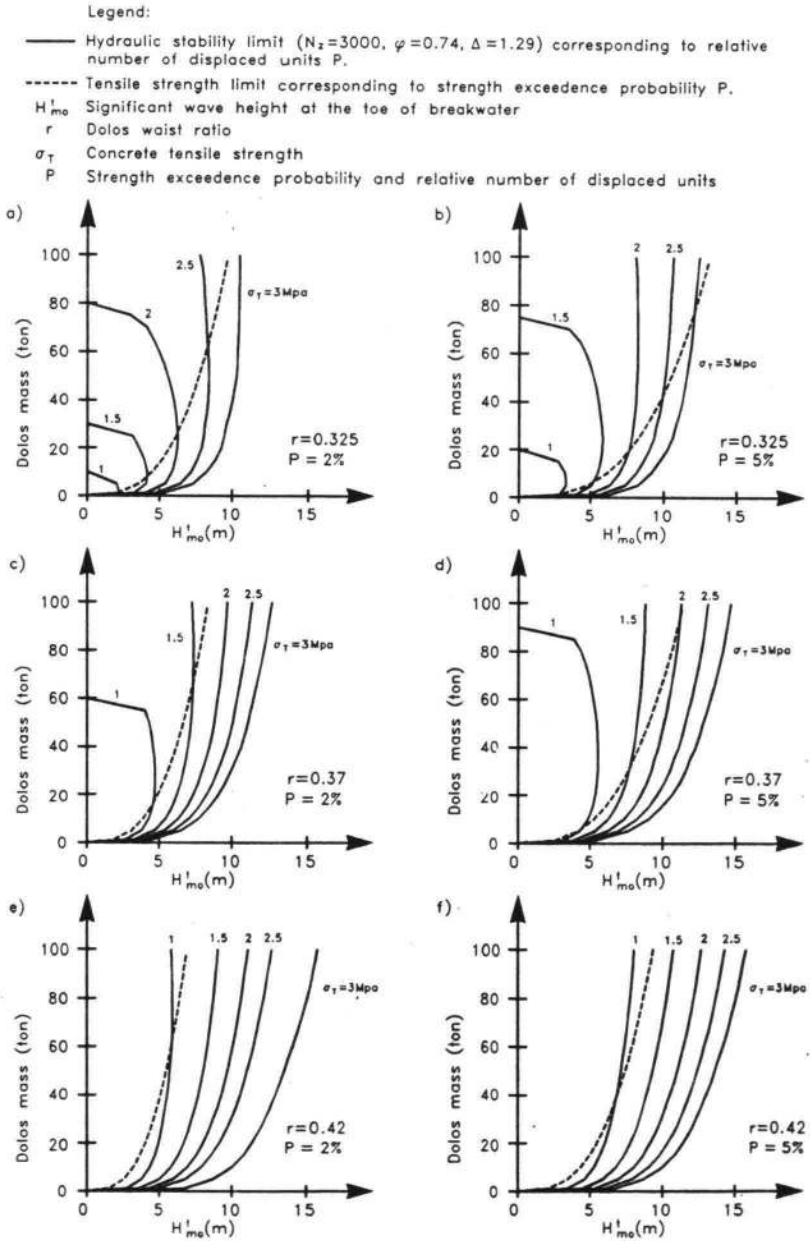 Legend:
Hydraulic stability limit (Nz=3000, φ=0.74, Δ=1.29) corresponding to relative
number of displaced units P.
Tensile strength limit corresponding to strength exceedence probability P.
H'mo Significant wave height at the toe of breakwater
r Dolos waist ratio
σT Concrete tensile strength
P Strength exceedence probability and relative number of displaced units
a)
Dolos mass (ton)
100
80
60
40
20
0
2.5
2
1.5
1
σT=3Mpa
r=0.325
P = 2%
0 5 10 15
H'mo(m)
b)
Dolos mass (ton)
100
80
60
40
20
0
2 2.5
1.5
1
σT=3Mpa
r=0.325
P = 5%
0 5 10 15
H'mo(m)
c)
Dolos mass (ton)
100
80
60
40
20
0
2 2.5
1.5
1
σT=3Mpa
r=0.37
P = 2%
0 5 10 15
H'mo(m)
d)
Dolos mass (ton)
100
80
60
40
20
0
2 2.5
1.5
1
σT=3Mpa
r=0.37
P = 5%
0 5 10 15
H'mo(m)
e)
Dolos mass (ton)
100
80
60
40
20
0
1 1.5 2 2.5
σT=3Mpa
r=0.42
P = 2%
0 5 10 15
H'mo(m)
f)
Dolos mass (ton)
100
80
60
40
20
0
1 1.5 2 2.5
σT=3Mpa
r=0.42
P = 5%
0 5 10 15
H'mo(m)